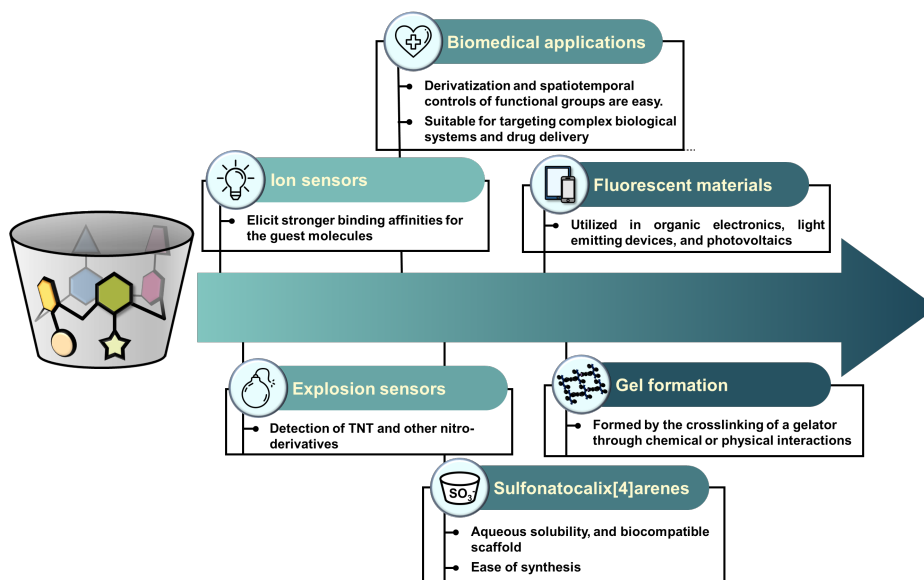 Biomedical applications
Derivatization and spatiotemporal
controls of functional groups are easy.
Suitable for targeting complex biological
systems and drug delivery
Ion sensors
Elicit stronger binding affinities for
the guest molecules
Fluorescent materials
Utilized in organic electronics, light
emitting devices, and photovoltaics
Explosion sensors
Detection of TNT and other nitro-
derivatives
Gel formation
Formed by the crosslinking of a gelator
through chemical or physical interactions
SO₃⁻
Sulfonatocalix[4]arenes
Aqueous solubility, and biocompatible
scaffold
Ease of synthesis